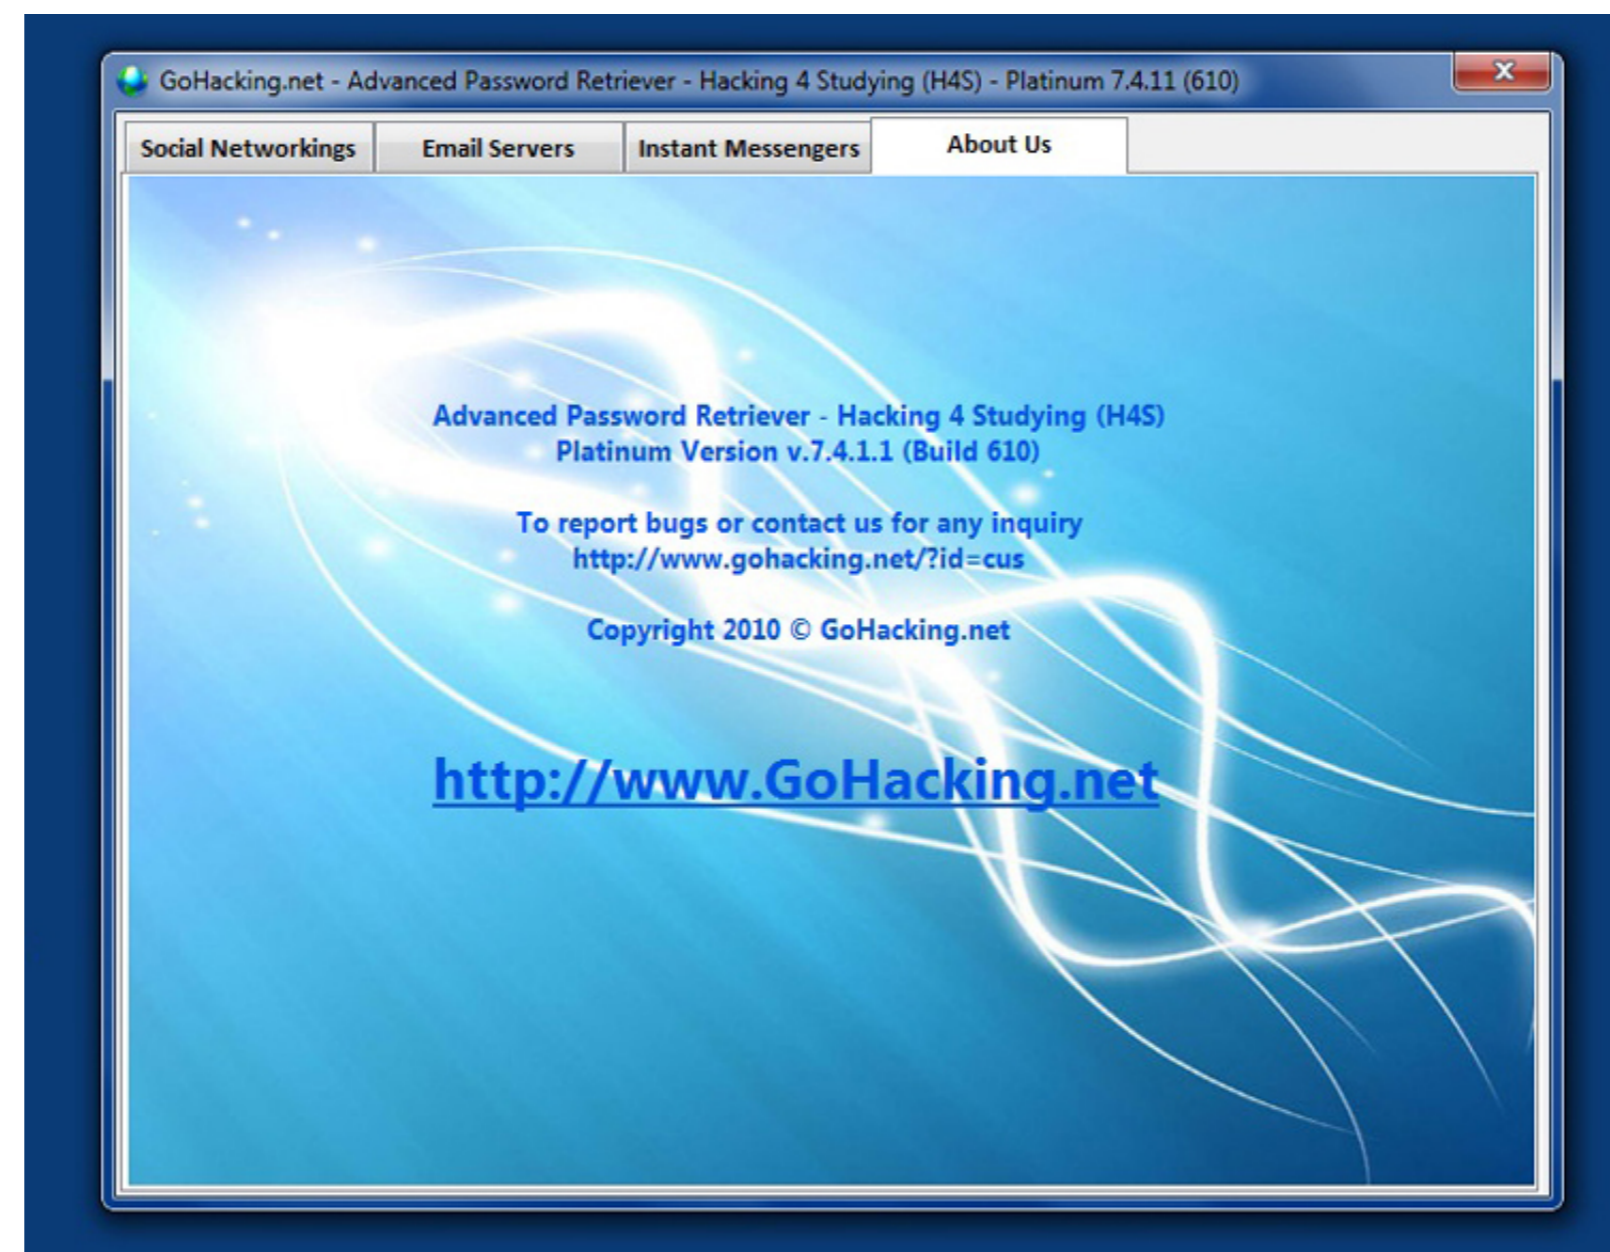 GoHacking.net - Advanced Password Retriever - Hacking 4 Studying (H4S) - Platinum 7.4.11 (610)
Social Networkings Email Servers Instant Messengers About Us
Advanced Password Retriever - Hacking 4 Studying (H4S)
Platinum Version v.7.4.1.1 (Build 610)
To report bugs or contact us for any inquiry
http://www.gohacking.net/?id=cus
Copyright 2010 © GoHacking.net
http://www.GoHacking.net